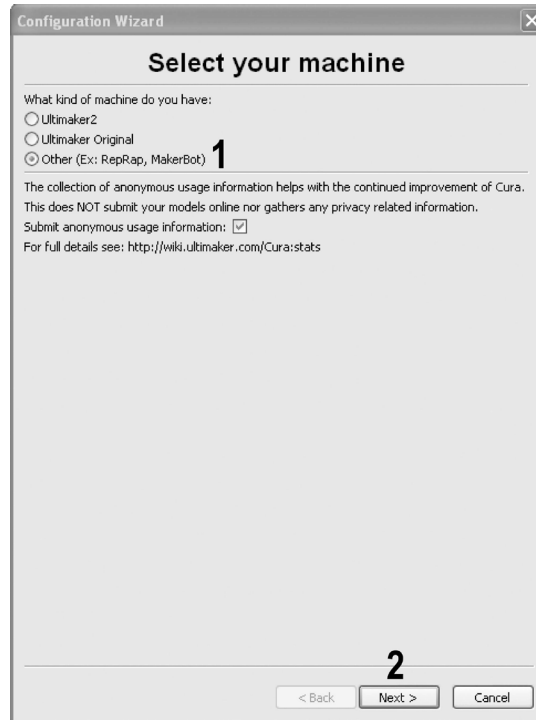 Configuration Wizard
Select your machine
What kind of machine do you have:
Ultimaker2
Ultimaker Original
Other (Ex: RepRap, MakerBot) 1
The collection of anonymous usage information helps with the continued improvement of Cura.
This does NOT submit your models online nor gathers any privacy related information.
Submit anonymous usage information:
For full details see: http://wiki.ultimaker.com/Cura:stats
2
< Back Next > Cancel